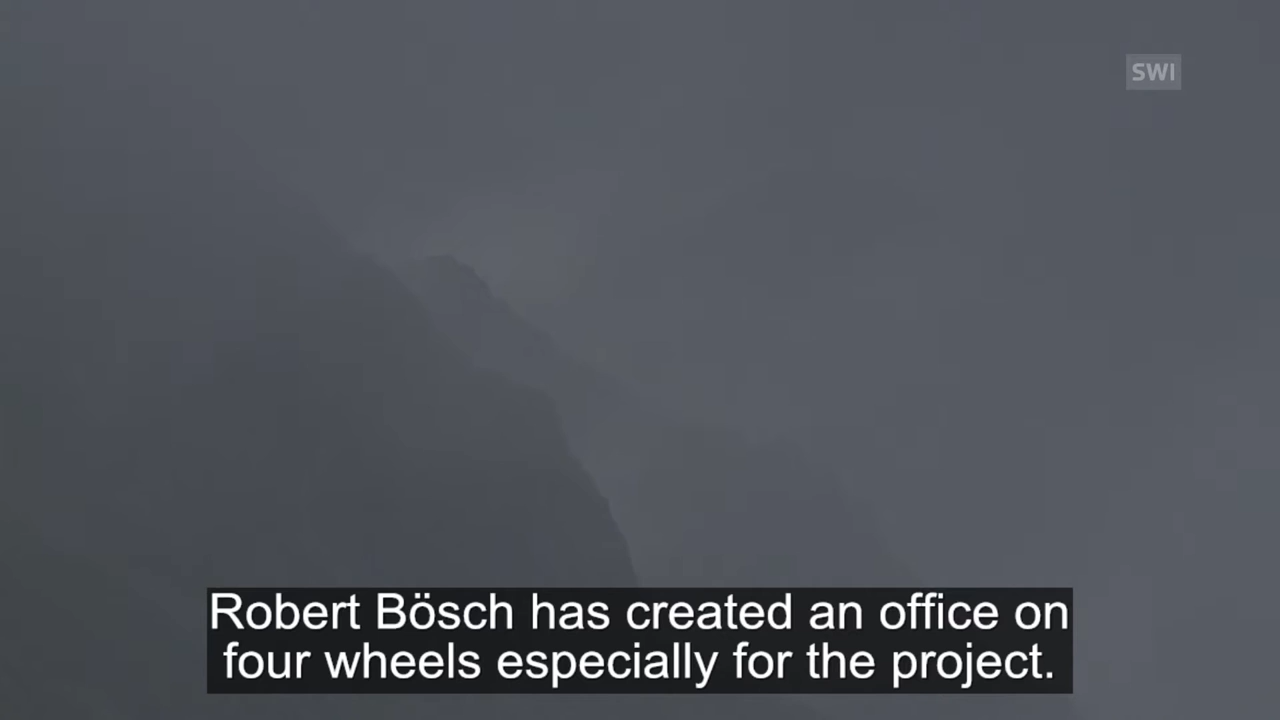 SWI
Robert Bösch has created an office on
four wheels especially for the project.